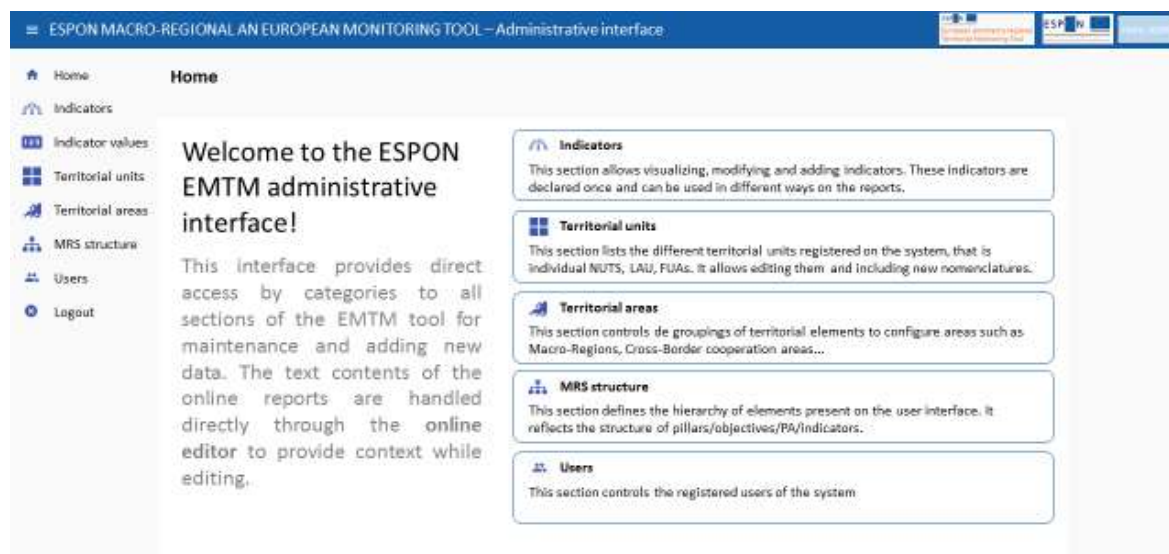 ESPON MACRO-REGIONAL AN EUROPEAN MONITORING TOOL – Administrative interface
ESPON
Home
Indicators
Indicator values
Territorial units
Territorial areas
MRS structure
Users
Logout
Home
Welcome to the ESPON
EMTM administrative
interface!
This interface provides direct
access by categories to all
sections of the EMTM tool for
maintenance and adding new
data. The text contents of the
online reports are handled
directly through the online
editor to provide context while
editing.
Indicators
This section allows visualizing, modifying and adding indicators. These indicators are
declared once and can be used in different ways on the reports.
Territorial units
This section lists the different territorial units registered on the system, that is
individual NUTS, LAU, FUAs. It allows editing them and including new nomenclatures.
Territorial areas
This section controls de groupings of territorial elements to configure areas such as
Macro-Regions, Cross-Border cooperation areas...
MRS structure
This section defines the hierarchy of elements present on the user interface. It
reflects the structure of pillars/objectives/PA/indicators.
Users
This section controls the registered users of the system